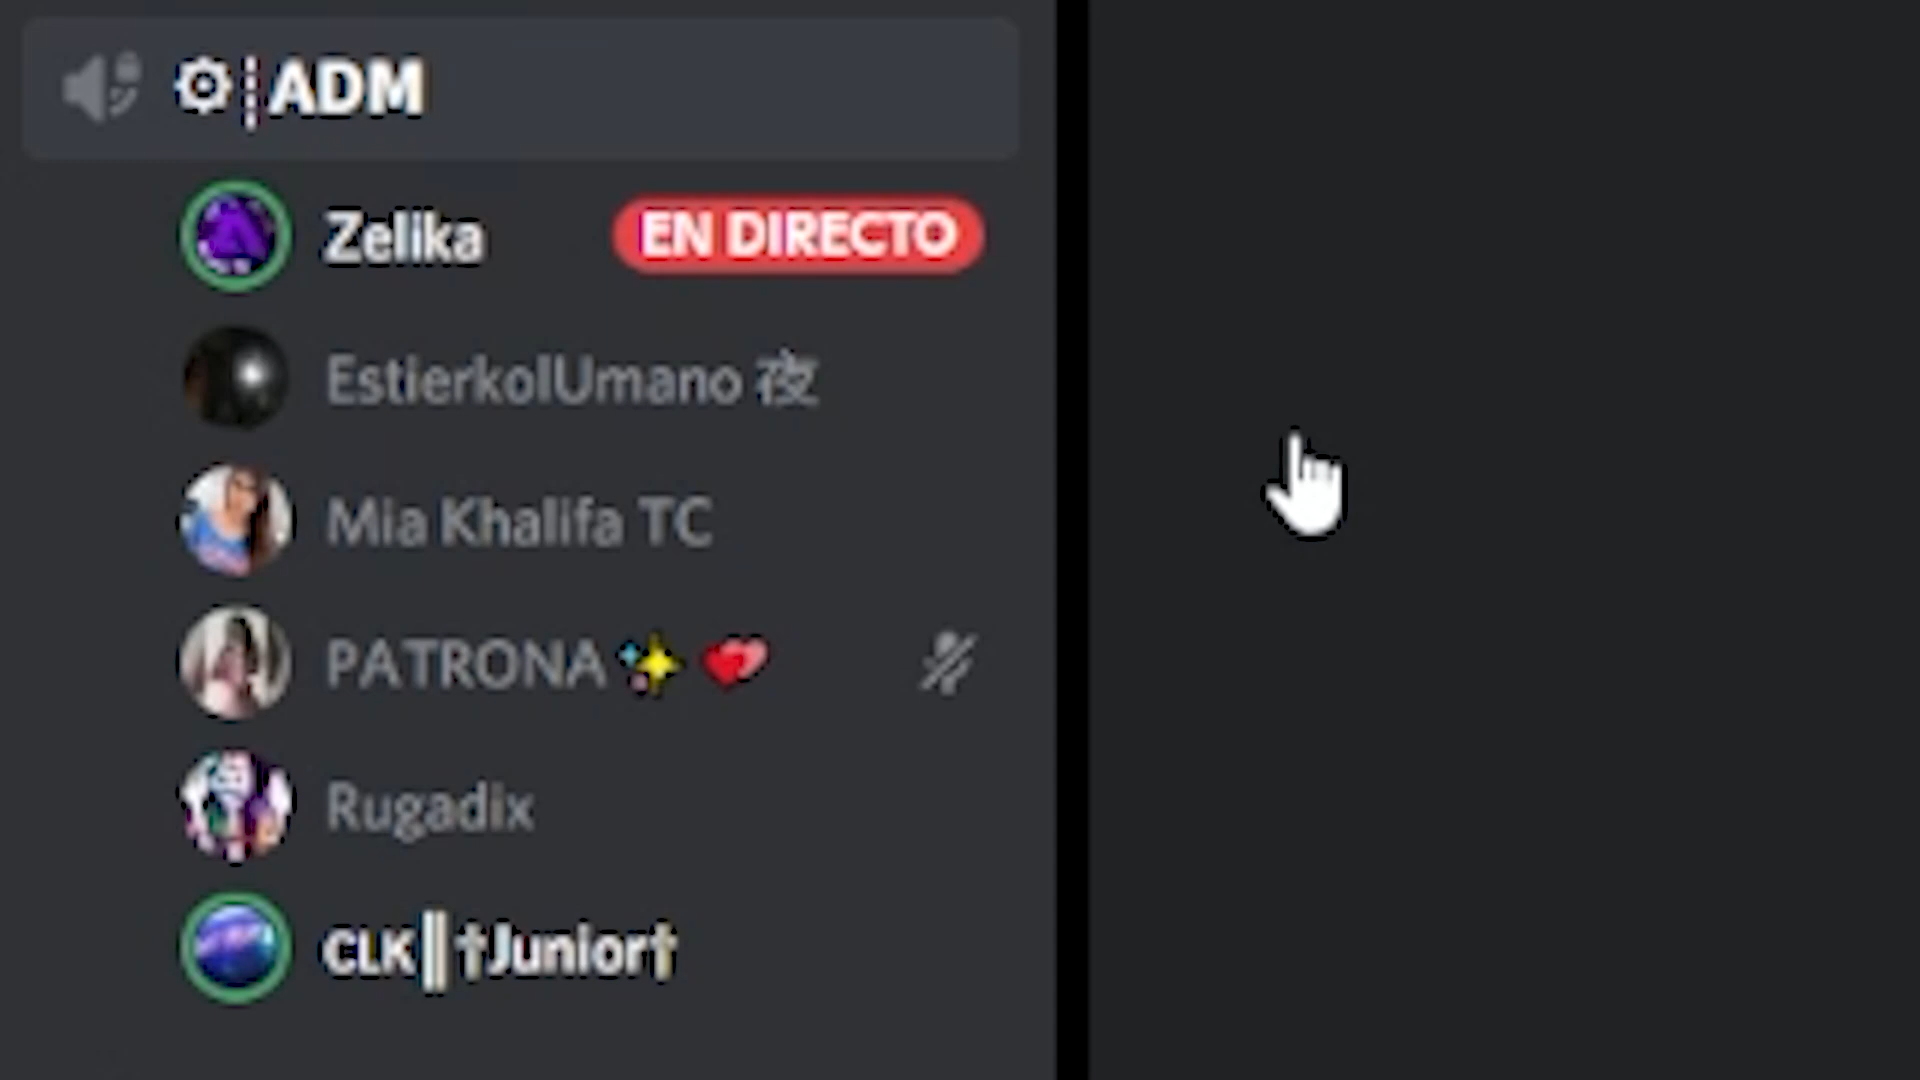 ⚙┊ADM
Zelika EN DIRECTO
EstierkolUmano 夜
Mia Khalifa TC
PATRONA✨ 💕
Rugadix
CLK║†Junior†